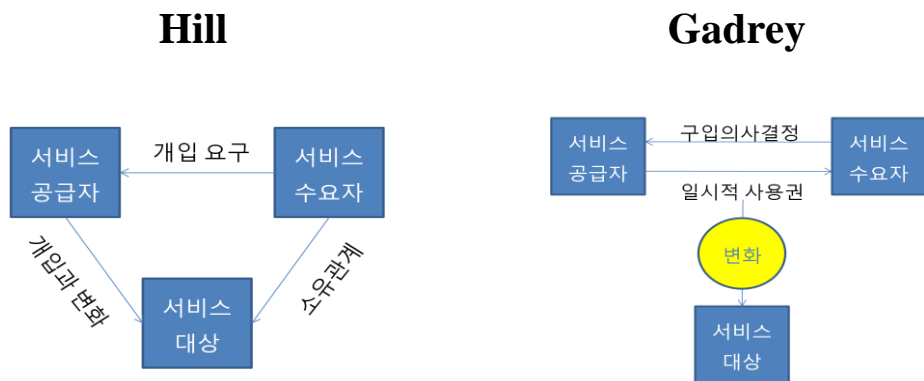 Hill
서비스
공급자
개입 요구
서비스
수요자
개입과 변화
소유관계
서비스
대상
Gadrey
서비스
공급자
구입의사결정
일시적 사용권
서비스
수요자
변화
서비스
대상